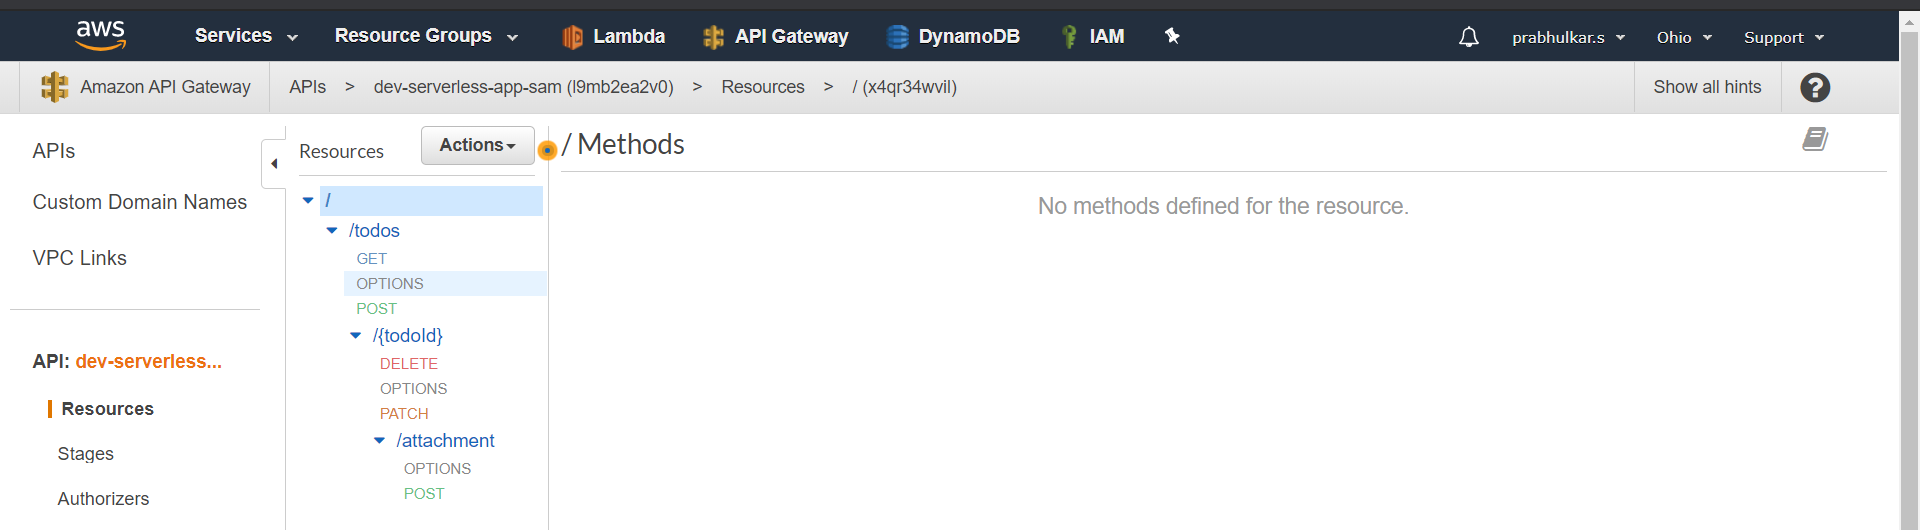 aws Services Resource Groups Lambda API Gateway DynamoDB IAM prabhulkar.s Ohio Support
Amazon API Gateway APIs > dev-serverless-app-sam (l9mb2ea2v0) > Resources > / (x4qr34wvil) Show all hints ?
APIs
Custom Domain Names
VPC Links
API: dev-serverless...
Resources
Stages
Authorizers
Resources Actions
/
/todos
GET
OPTIONS
POST
/{todoId}
DELETE
OPTIONS
PATCH
/attachment
OPTIONS
POST
/ Methods
No methods defined for the resource.